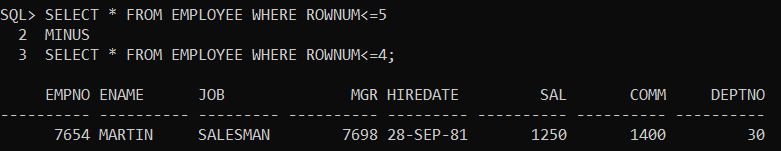 SQL> SELECT * FROM EMPLOYEE WHERE ROWNUM<=5
  2  MINUS
  3  SELECT * FROM EMPLOYEE WHERE ROWNUM<=4;

     EMPNO ENAME      JOB              MGR HIREDATE         SAL       COMM     DEPTNO
---------- ---------- --------- ---------- --------- ---------- ---------- ----------
      7654 MARTIN     SALESMAN        7698 28-SEP-81       1250       1400         30